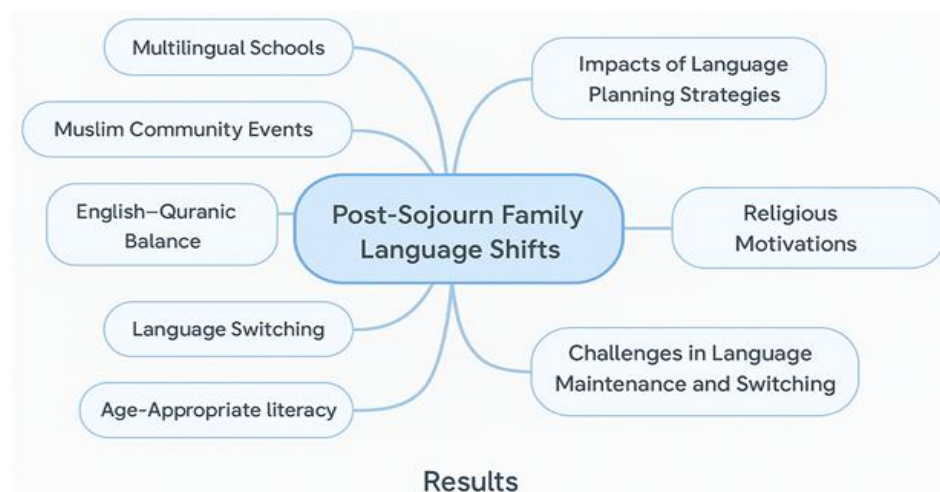 Multilingual Schools
Muslim Community Events
English–Quranic
Balance
Language Switching
Age-Appropriate literacy
Post-Sojourn Family
Language Shifts
Impacts of Language
Planning Strategies
Religious
Motivations
Challenges in Language
Maintenance and Switching
Results